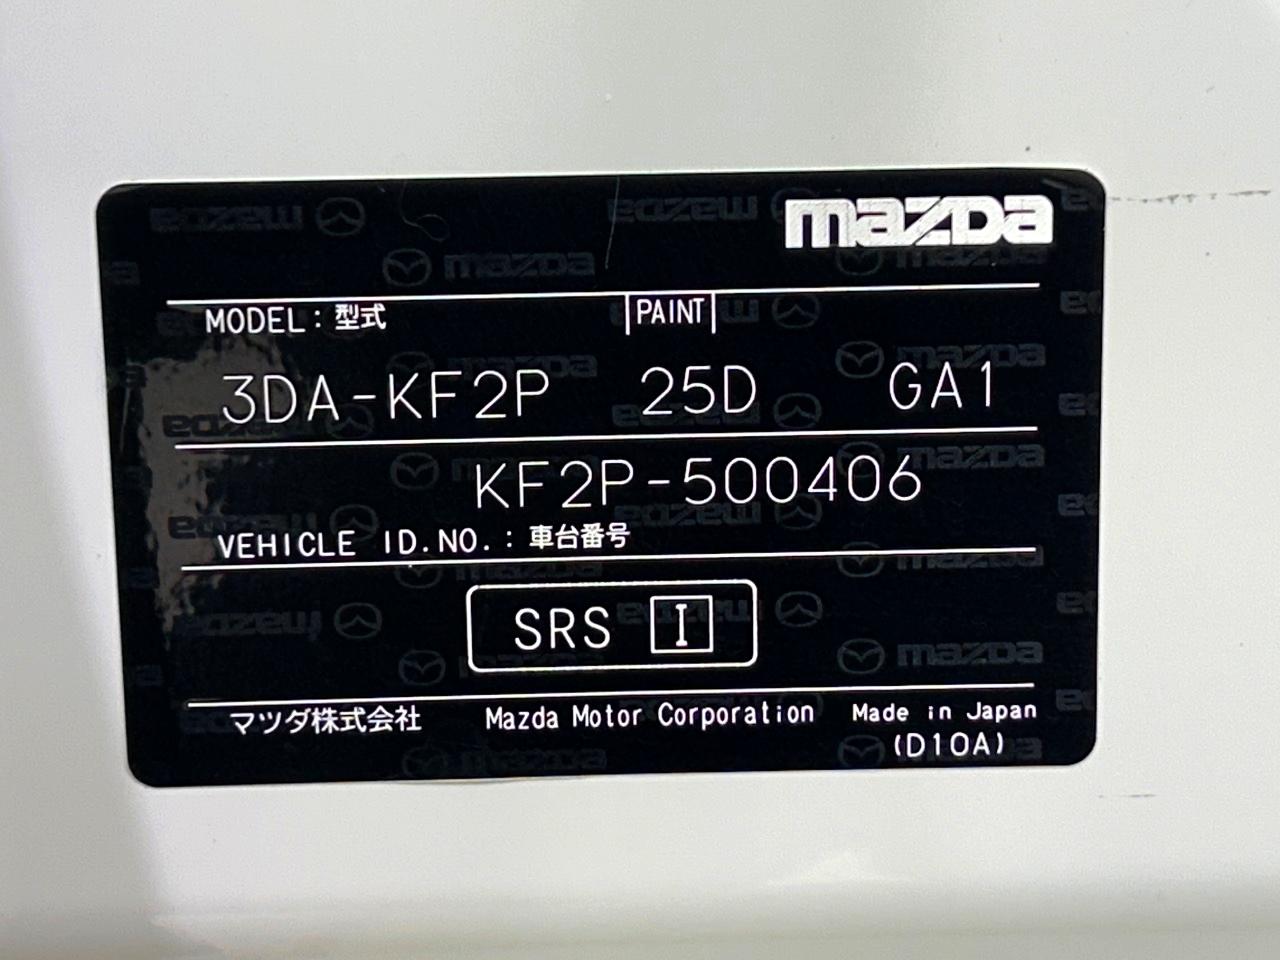 mazda
MODEL: 型式 PAINT
3DA-KF2P 25D GA1
KF2P-500406
VEHICLE ID.NO.: 車台番号
SRS I
マツダ株式会社 Mazda Motor Corporation Made in Japan
(D10A)